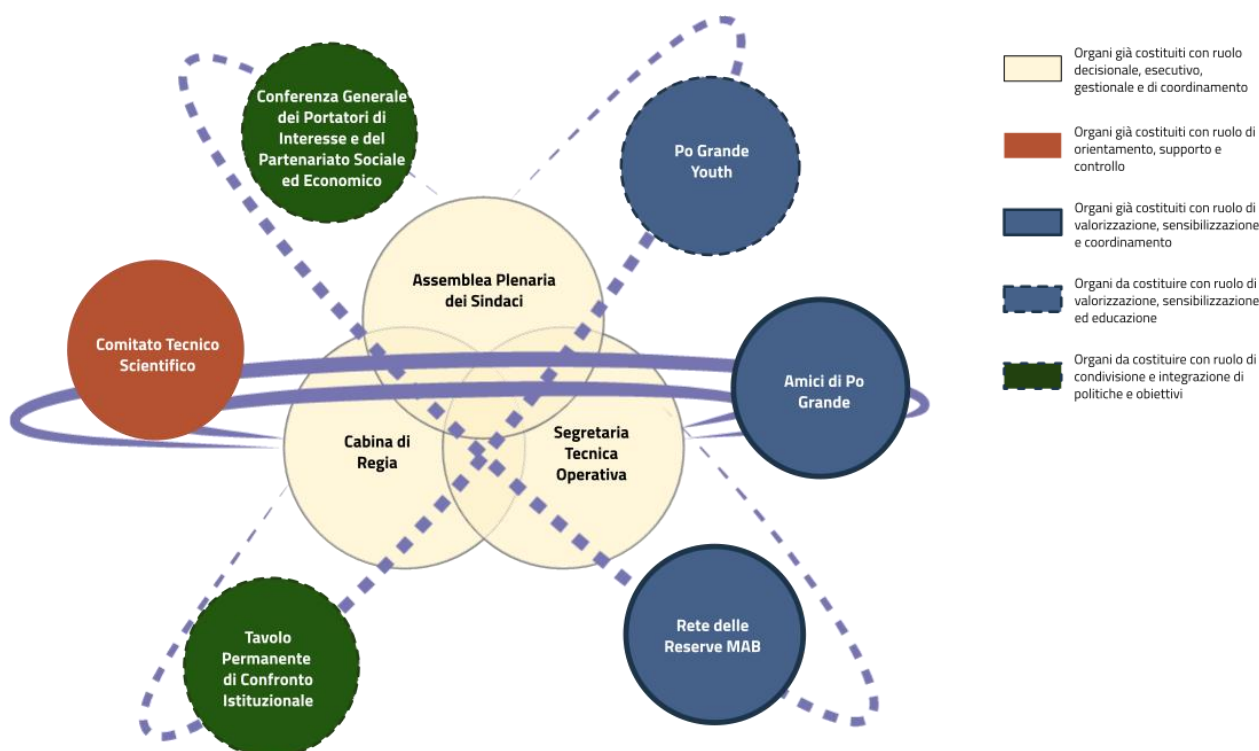 Conferenza Generale
dei Portatori di
Interesse e del
Partenariato Sociale
ed Economico
Po Grande
Youth
Assemblea Plenaria
dei Sindaci
Comitato Tecnico
Scientifico
Amici di Po
Grande
Cabina di
Regia
Segretaria
Tecnica
Operativa
Tavolo
Permanente
di Confronto
Istituzionale
Rete delle
Reserve MAB
Organi già costituiti con ruolo
decisionale, esecutivo,
gestionale e di coordinamento
Organi già costituiti con ruolo di
orientamento, supporto e
controllo
Organi già costituiti con ruolo di
valorizzazione, sensibilizzazione
e coordinamento
Organi da costituire con ruolo di
valorizzazione, sensibilizzazione
ed educazione
Organi da costituire con ruolo di
condivisione e integrazione di
politiche e obiettivi